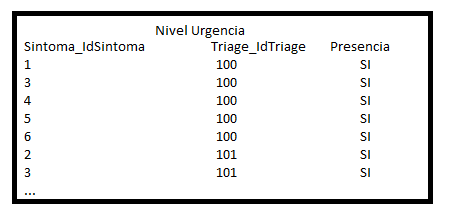 Nivel Urgencia
Sintoma_IdSintoma Triage_IdTriage Presencia
1 100 SI
3 100 SI
4 100 SI
5 100 SI
6 100 SI
2 101 SI
3 101 SI
...